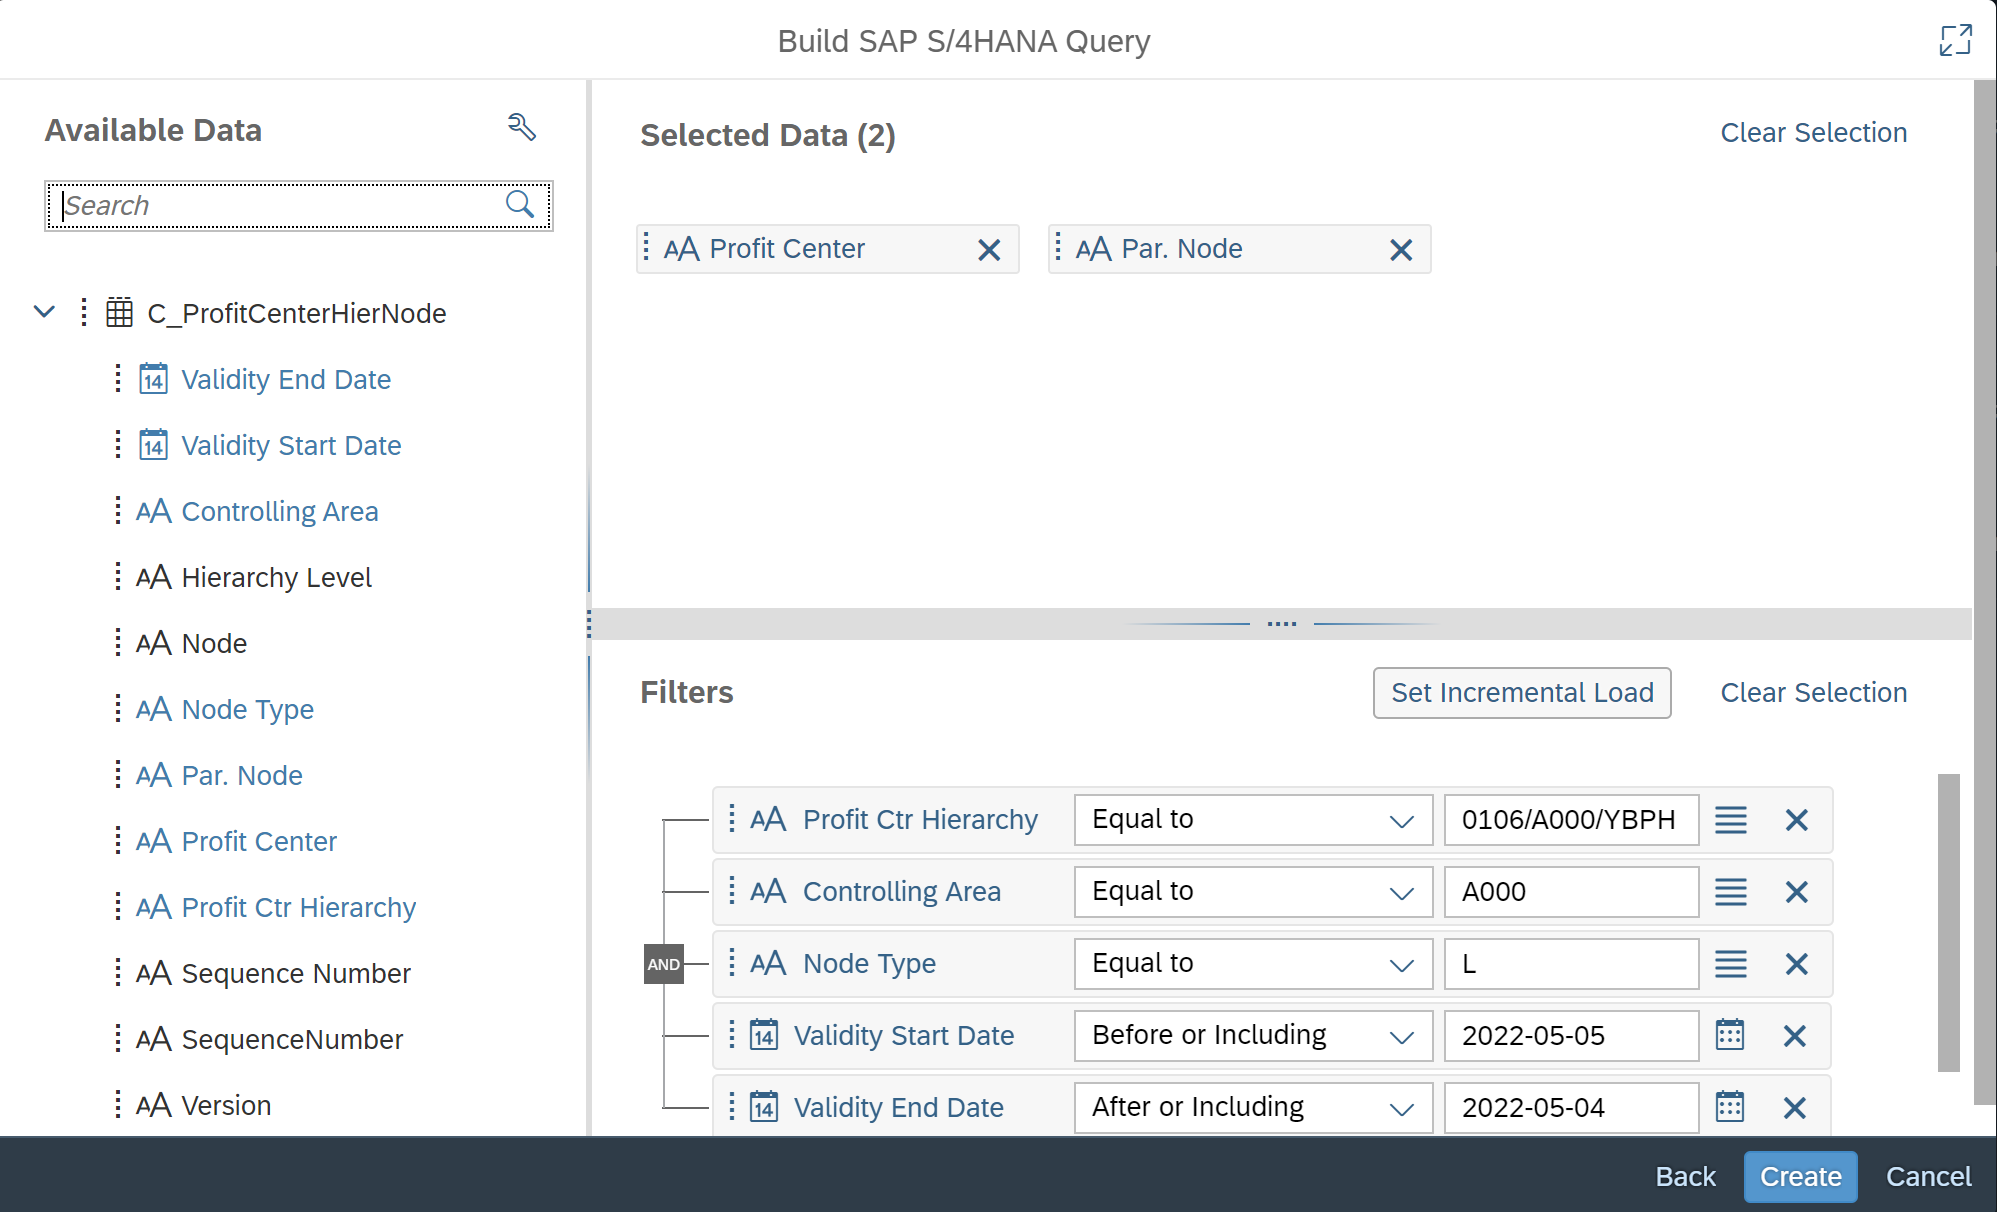 Build SAP S/4HANA Query
Available Data
Search
C_ProfitCenterHierNode
14 Validity End Date
14 Validity Start Date
AA Controlling Area
AA Hierarchy Level
AA Node
AA Node Type
AA Par. Node
AA Profit Center
AA Profit Ctr Hierarchy
AA Sequence Number
AA SequenceNumber
AA Version
Selected Data (2)
Clear Selection
AA Profit Center
AA Par. Node
Filters
Set Incremental Load
Clear Selection
AND
AA Profit Ctr Hierarchy Equal to 0106/A000/YBPH
AA Controlling Area Equal to A000
AA Node Type Equal to L
14 Validity Start Date Before or Including 2022-05-05
14 Validity End Date After or Including 2022-05-04
Back Create Cancel